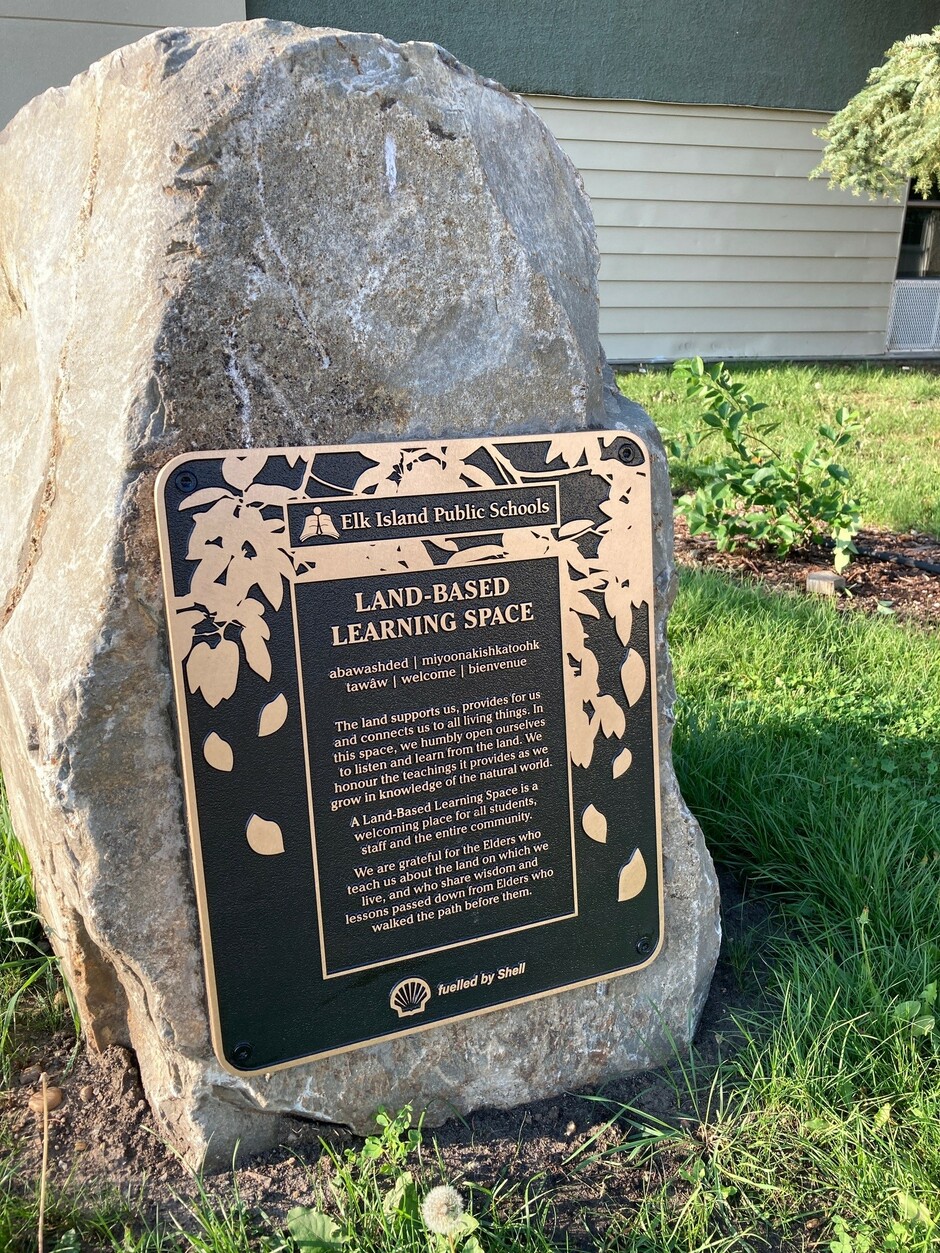 Elk Island Public Schools
LAND-BASED
LEARNING SPACE
abawashded | miyoonakishkatoohk
tawâw | welcome | bienvenue
The land supports us, provides for us
and connects us to all living things. In
this space, we humbly open ourselves
to listen and learn from the land. We
honour the teachings it provides as we
grow in knowledge of the natural world.
A Land-Based Learning Space is a
welcoming place for all students,
staff and the entire community.
We are grateful for the Elders who
teach us about the land on which we
live, and who share wisdom and
lessons passed down from Elders who
walked the path before them.
fuelled by Shell